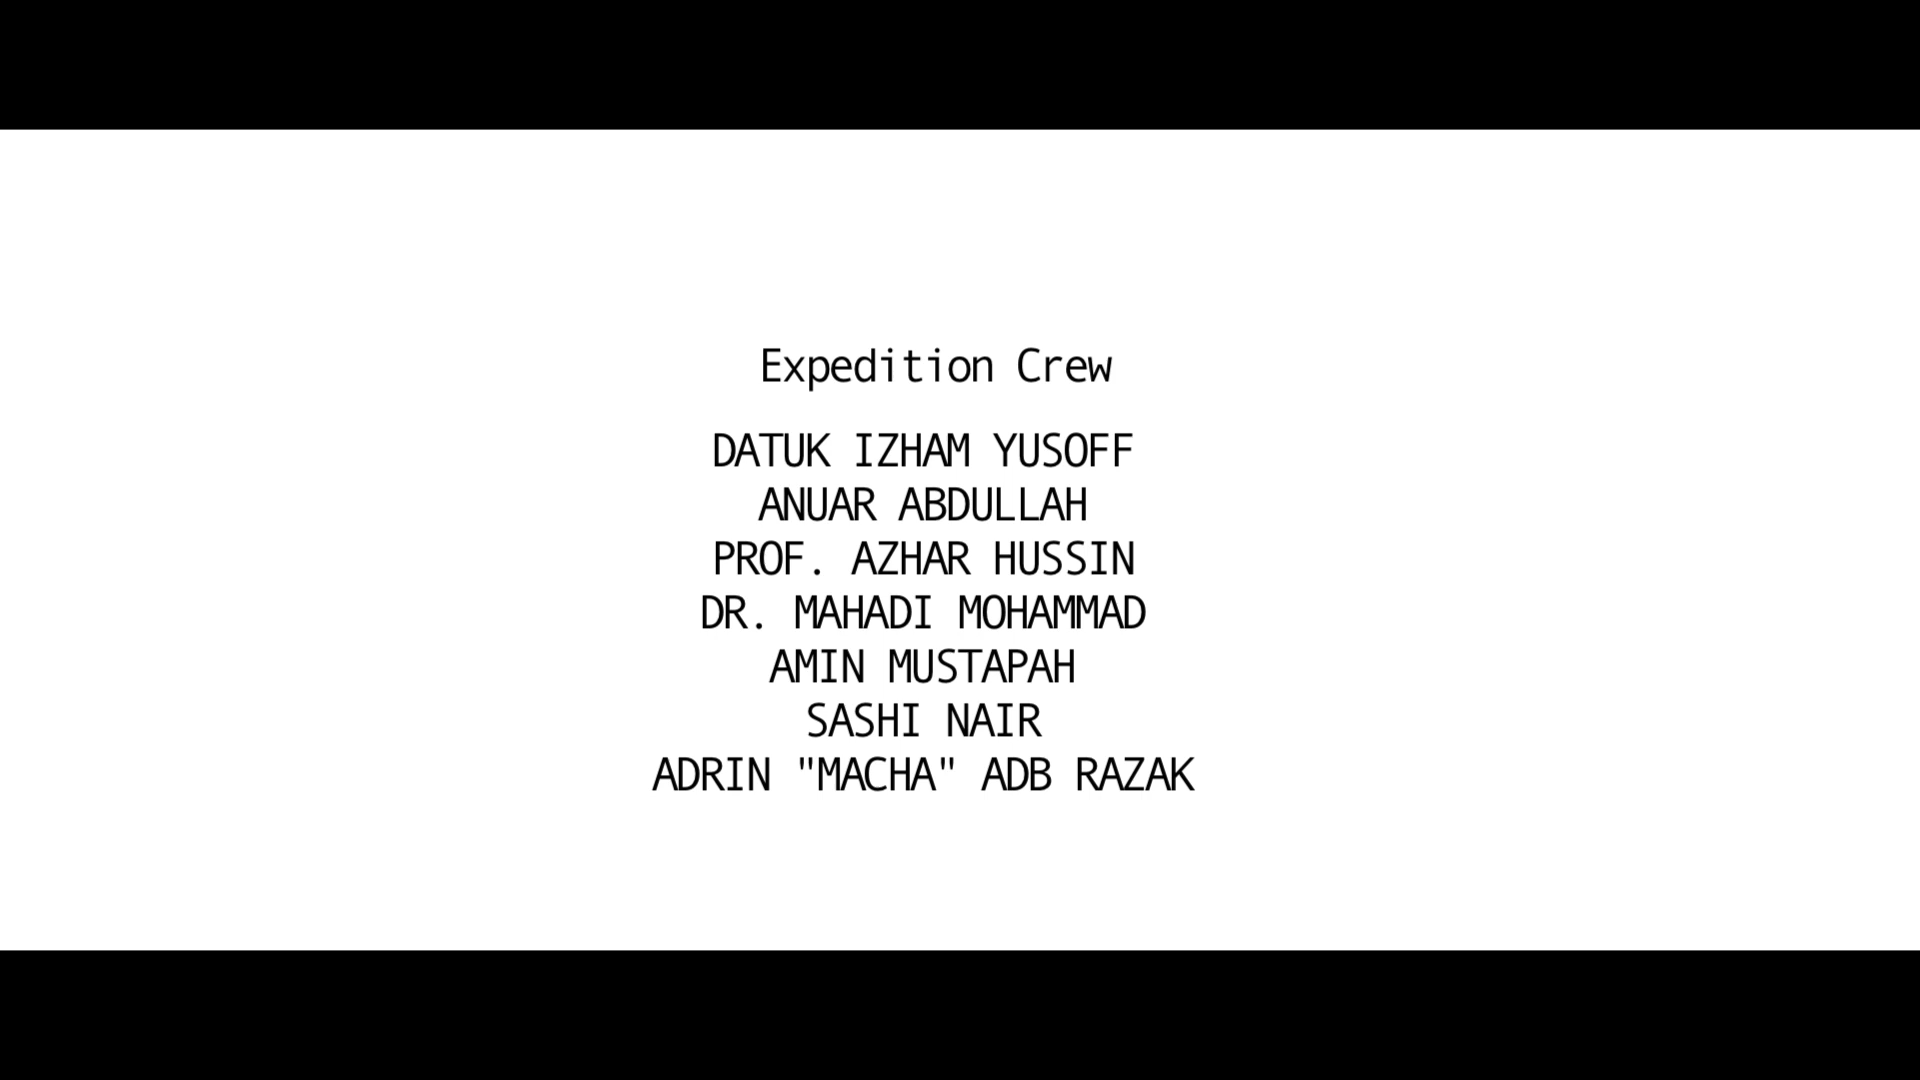 Expedition Crew
DATUK IZHAM YUSOFF
ANUAR ABDULLAH
PROF. AZHAR HUSSIN
DR. MAHADI MOHAMMAD
AMIN MUSTAPAH
SASHI NAIR
ADRIN "MACHA" ADB RAZAK